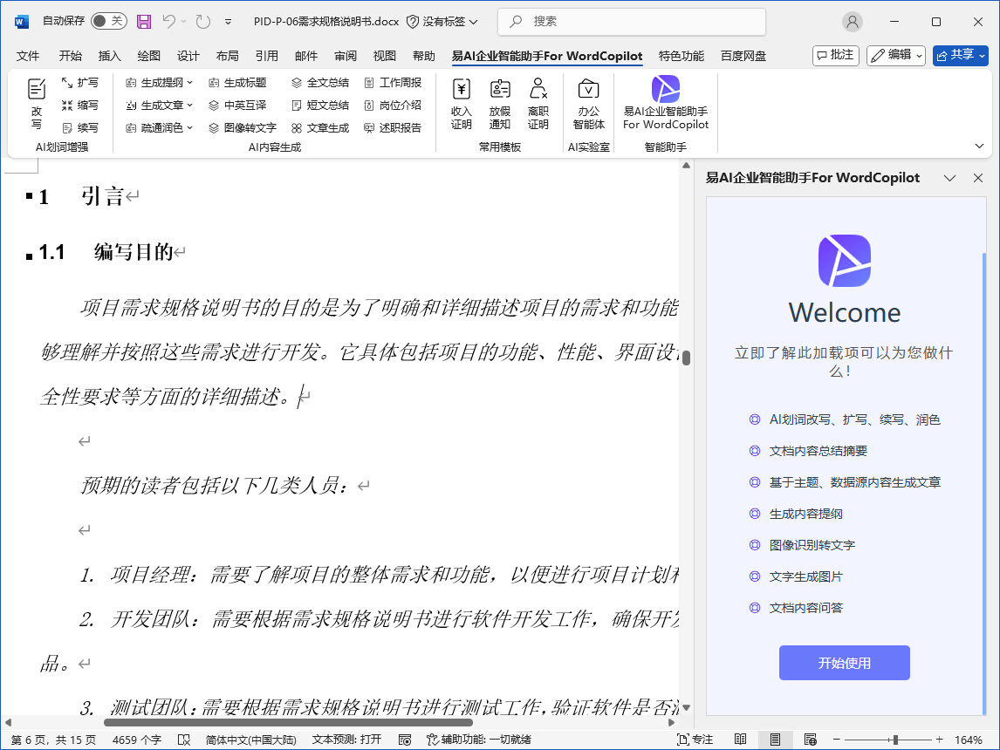 自动保存 关 PID-P-06需求规格说明书.docx 没有标签 搜索
文件 开始 插入 绘图 设计 布局 引用 邮件 审阅 视图 帮助 易AI企业智能助手For WordCopilot 特色功能 百度网盘 批注 编辑 共享
改写 扩写 缩写 续写
AI划词增强
生成提纲 生成标题 全文总结 工作周报
生成文章 中英互译 短文总结 岗位介绍
疏通润色 图像转文字 文章生成 述职报告
AI内容生成
收入证明 放假通知 离职证明
常用模板
办公智能体
AI实验室
易AI企业智能助手
For WordCopilot
智能助手
1 引言
1.1 编写目的
项目需求规格说明书的目的是为了明确和详细描述项目的需求和功能
够理解并按照这些需求进行开发。它具体包括项目的功能、性能、界面设
全性要求等方面的详细描述。
预期的读者包括以下几类人员：
1. 项目经理：需要了解项目的整体需求和功能，以便进行项目计划
2. 开发团队：需要根据需求规格说明书进行软件开发工作，确保开
品。
3. 测试团队：需要根据需求规格说明书进行测试工作，验证软件是否
易AI企业智能助手For WordCopilot
Welcome
立即了解此加载项可以为您做什
么！
AI划词改写、扩写、续写、润色
文档内容总结摘要
基于主题、数据源内容生成文章
生成内容提纲
图像识别转文字
文字生成图片
文档内容问答
开始使用
第 6 页，共 15 页 4659 个字 简体中文(中国大陆) 文本预测: 打开 辅助功能: 一切就绪 专注 164%